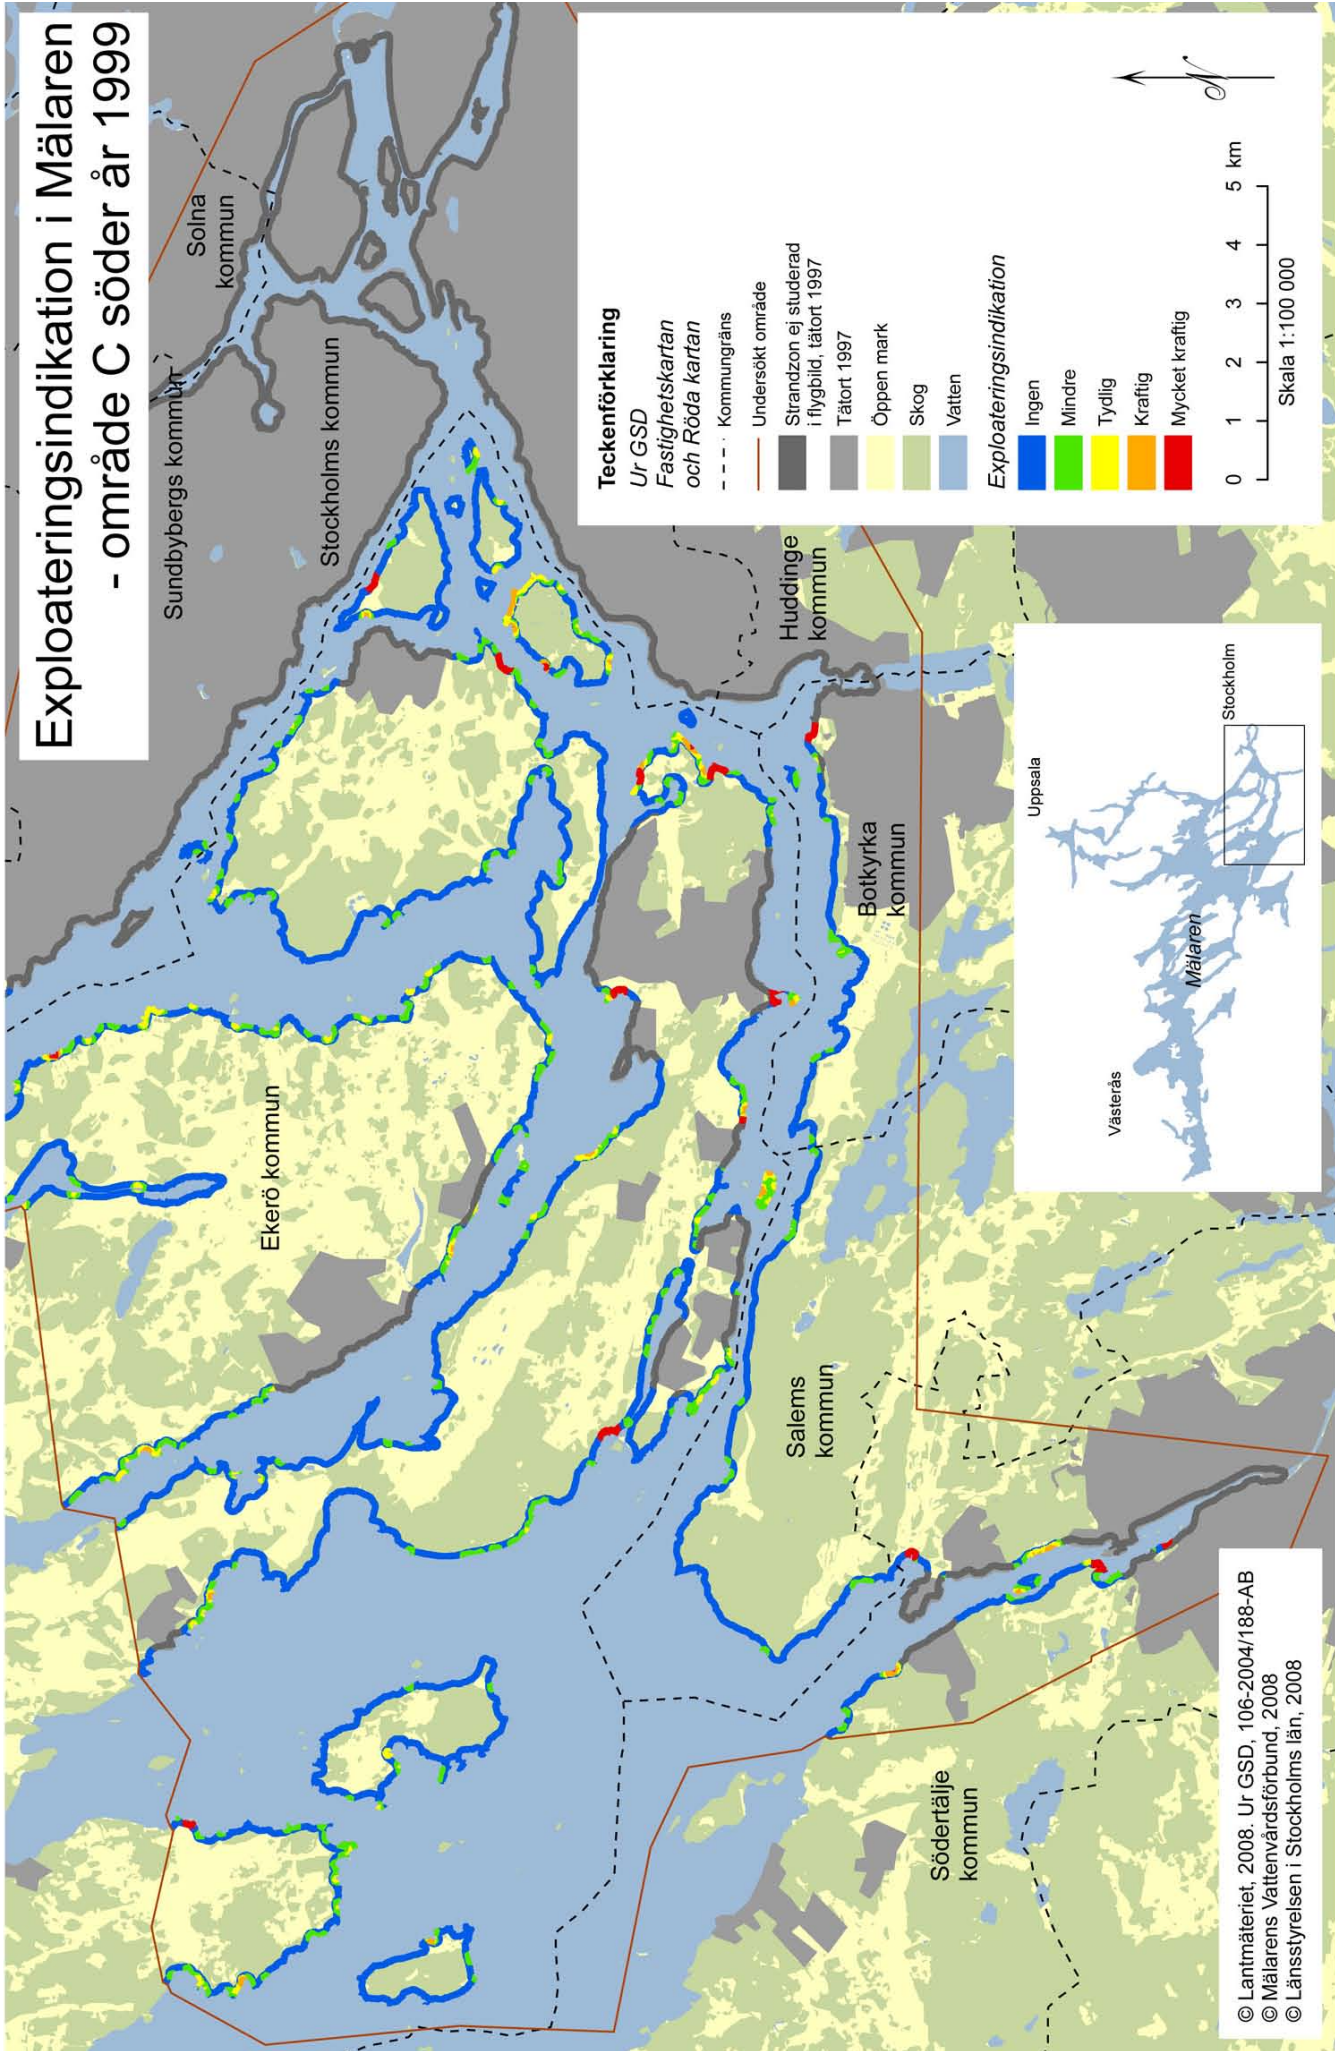 Exploateringsindikation i Mälaren
- område C söder år 1999
Solna
kommun
Sundbybergs kommun
Stockholms kommun
Ekerö kommun
Huddinge
kommun
Botkyrka
kommun
Salems
kommun
Södertälje
kommun
Teckenförklaring
Ur GSD
Fastighetskartan
och Röda kartan
Kommungräns
Undersökt område
Strandzon ej studerad
i flygbild, tätort 1997
Tätort 1997
Öppen mark
Skog
Vatten
Exploateringsindikation
Ingen
Mindre
Tydlig
Kraftig
Mycket kraftig
N
0 1 2 3 4 5 km
Skala 1:100 000
Uppsala
Stockholm
Västerås
Mälaren
© Lantmäteriet, 2008. Ur GSD, 106-2004/188-AB
© Mälarens Vattenvårdsförbund, 2008
© Länsstyrelsen i Stockholms län, 2008